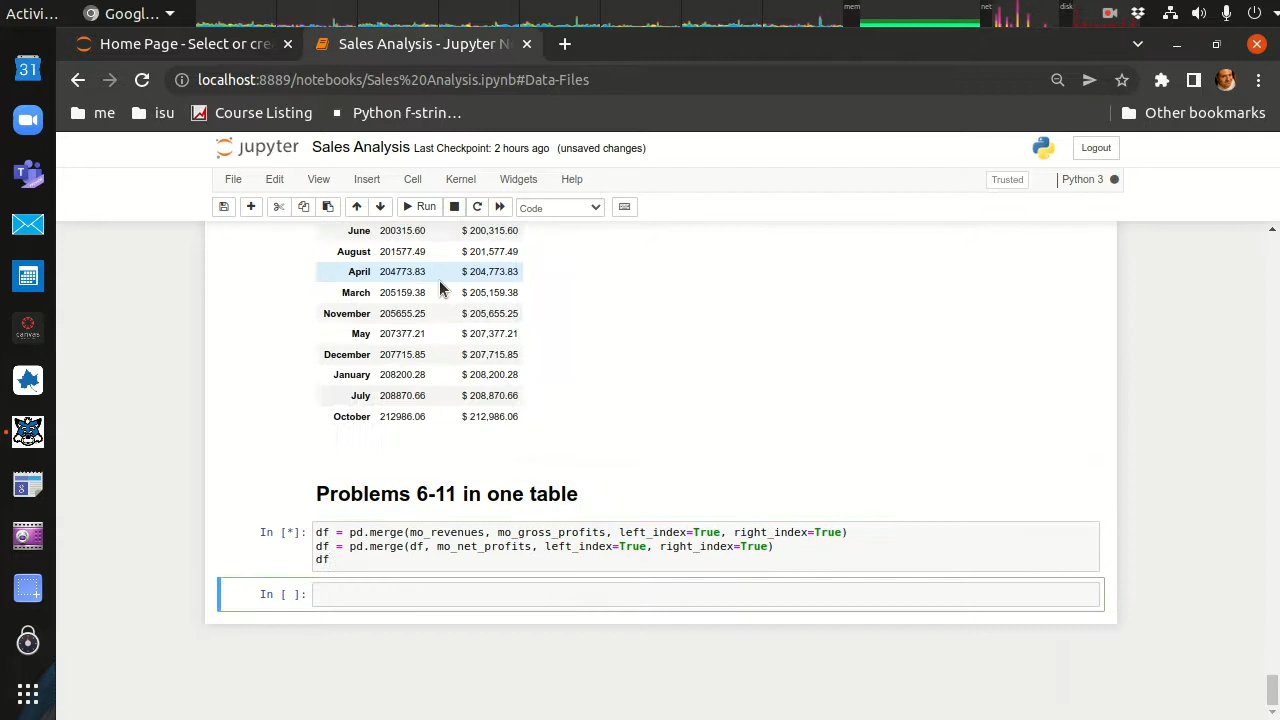 Activi... Googl...
mem net disk
Home Page - Select or cre Sales Analysis - Jupyter N
localhost:8889/notebooks/Sales%20Analysis.ipynb#Data-Files
me isu Course Listing Python f-strin... Other bookmarks
31
canvas
jupyter Sales Analysis Last Checkpoint: 2 hours ago (unsaved changes) Logout
File Edit View Insert Cell Kernel Widgets Help Trusted Python 3
Run Code
June 200315.60 $ 200,315.60
August 201577.49 $ 201,577.49
April 204773.83 $ 204,773.83
March 205159.38 $ 205,159.38
November 205655.25 $ 205,655.25
May 207377.21 $ 207,377.21
December 207715.85 $ 207,715.85
January 208200.28 $ 208,200.28
July 208870.66 $ 208,870.66
October 212986.06 $ 212,986.06
Problems 6-11 in one table
In [*]: df = pd.merge(mo_revenues, mo_gross_profits, left_index=True, right_index=True)
df = pd.merge(df, mo_net_profits, left_index=True, right_index=True)
df
In [ ]: